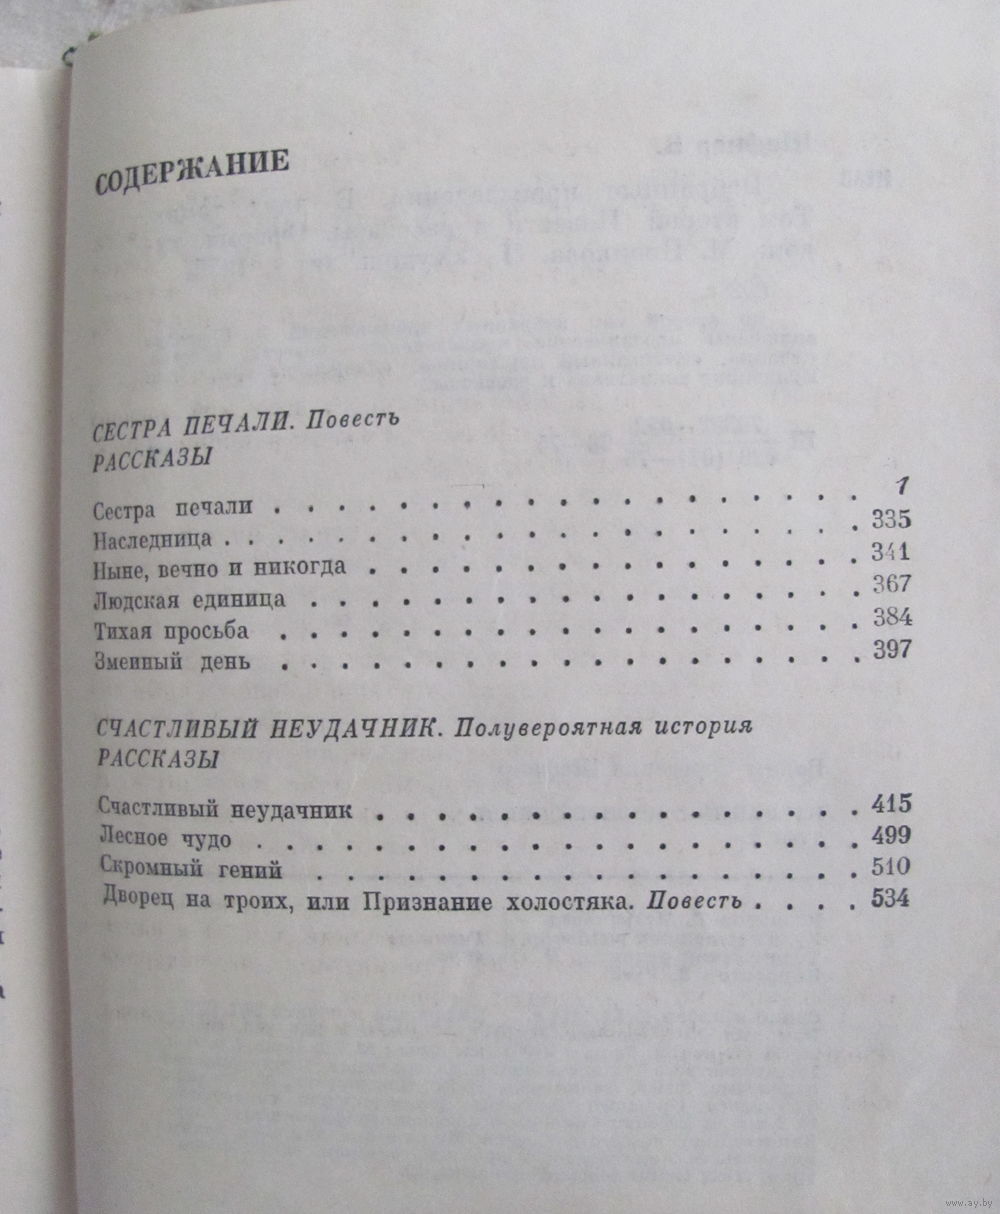 СОДЕРЖАНИЕ
СЕСТРА ПЕЧАЛИ. Повесть
РАССКАЗЫ
Сестра печали . . . . . . . . . . . . . . . . . . . 1
Наследница . . . . . . . . . . . . . . . . . . . . 335
Ныне, вечно и никогда . . . . . . . . . . . . . . . 341
Людская единица . . . . . . . . . . . . . . . . . . 367
Тихая просьба . . . . . . . . . . . . . . . . . . . 384
Змеиный день . . . . . . . . . . . . . . . . . . . 397
СЧАСТЛИВЫЙ НЕУДАЧНИК. Полувероятная история
РАССКАЗЫ
Счастливый неудачник . . . . . . . . . . . . . . . 415
Лесное чудо . . . . . . . . . . . . . . . . . . . . 499
Скромный гений . . . . . . . . . . . . . . . . . . 510
Дворец на троих, или Признание холостяка. Повесть . . . . 534
www.ay.by